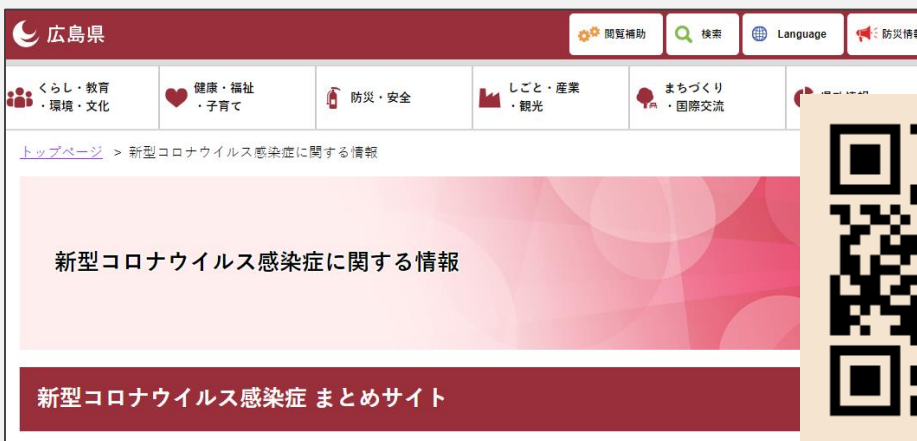 広島県
閲覧補助
検索
Language
防災情
くらし・教育
・環境・文化
健康・福祉
・子育て
防災・安全
しごと・産業
・観光
まちづくり
・国際交流
トップページ > 新型コロナウイルス感染症に関する情報
新型コロナウイルス感染症に関する情報
新型コロナウイルス感染症 まとめサイト